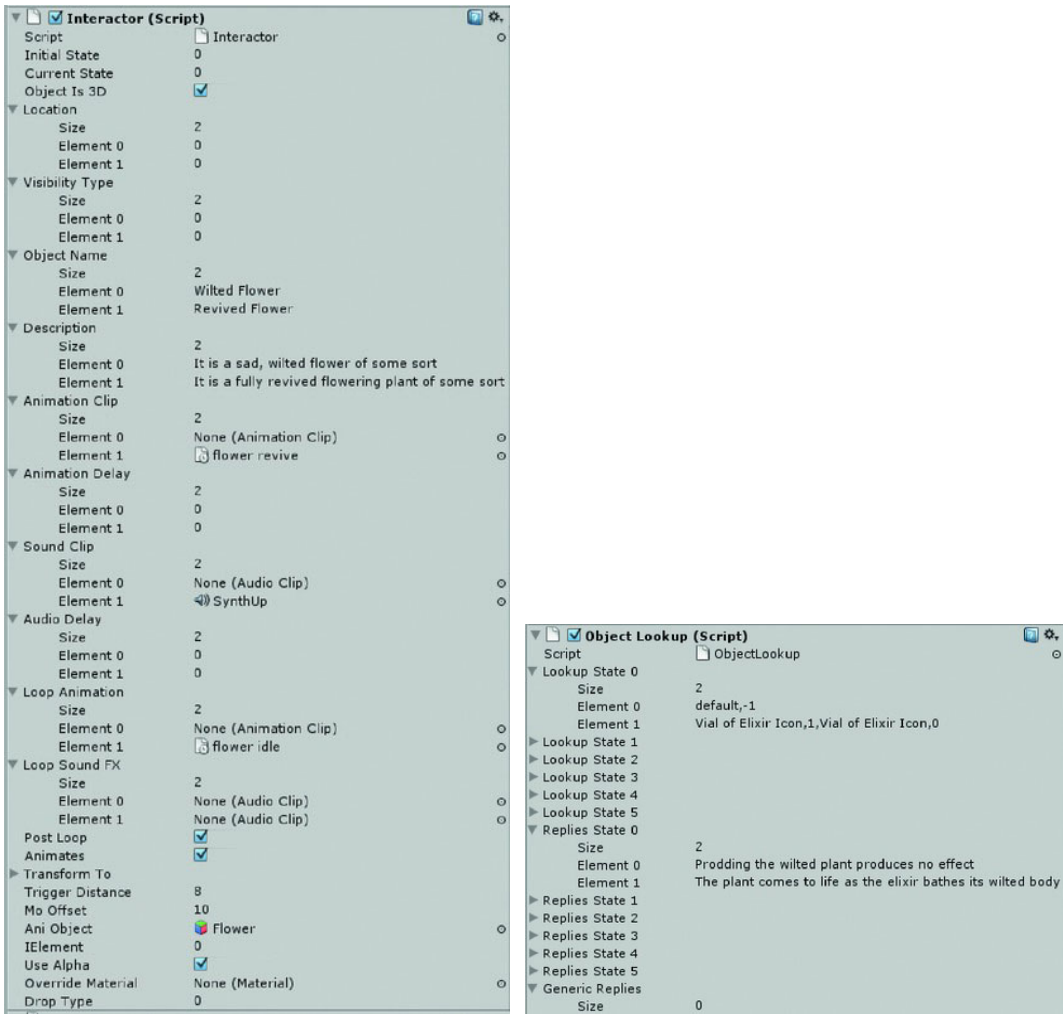 Interactor (Script)
Script Interactor
Initial State 0
Current State 0
Object Is 3D
Location
Size 2
Element 0 0
Element 1 0
Visibility Type
Size 2
Element 0 0
Element 1 0
Object Name
Size 2
Element 0 Wilted Flower
Element 1 Revived Flower
Description
Size 2
Element 0 It is a sad, wilted flower of some sort
Element 1 It is a fully revived flowering plant of some sort
Animation Clip
Size 2
Element 0 None (Animation Clip)
Element 1 flower revive
Animation Delay
Size 2
Element 0 0
Element 1 0
Sound Clip
Size 2
Element 0 None (Audio Clip)
Element 1 SynthUp
Audio Delay
Size 2
Element 0 0
Element 1 0
Loop Animation
Size 2
Element 0 None (Animation Clip)
Element 1 flower idle
Loop Sound FX
Size 2
Element 0 None (Audio Clip)
Element 1 None (Audio Clip)
Post Loop
Animates
Transform To
Trigger Distance 8
Mo Offset 10
Ani Object Flower
IElement 0
Use Alpha
Override Material None (Material)
Drop Type 0
Object Lookup (Script)
Script ObjectLookup
Lookup State 0
Size 2
Element 0 default,-1
Element 1 Vial of Elixir Icon,1,Vial of Elixir Icon,0
Lookup State 1
Lookup State 2
Lookup State 3
Lookup State 4
Lookup State 5
Replies State 0
Size 2
Element 0 Prodding the wilted plant produces no effect
Element 1 The plant comes to life as the elixir bathes its wilted body
Replies State 1
Replies State 2
Replies State 3
Replies State 4
Replies State 5
Generic Replies
Size 0